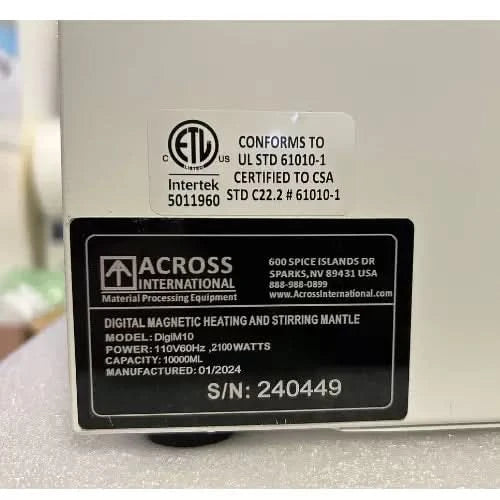 ETL
LISTED
C US
Intertek
5011960
CONFORMS TO
UL STD 61010-1
CERTIFIED TO CSA
STD C22.2 # 61010-1
ACROSS
INTERNATIONAL
Material Processing Equipment
600 SPICE ISLANDS DR
SPARKS,NV 89431 USA
888-988-0899
www.AcrossInternational.com
DIGITAL MAGNETIC HEATING AND STIRRING MANTLE
MODEL: DigiM10
POWER: 110V60Hz ,2100WATTS
CAPACITY: 10000ML
MANUFACTURED: 01/2024
S/N: 240449